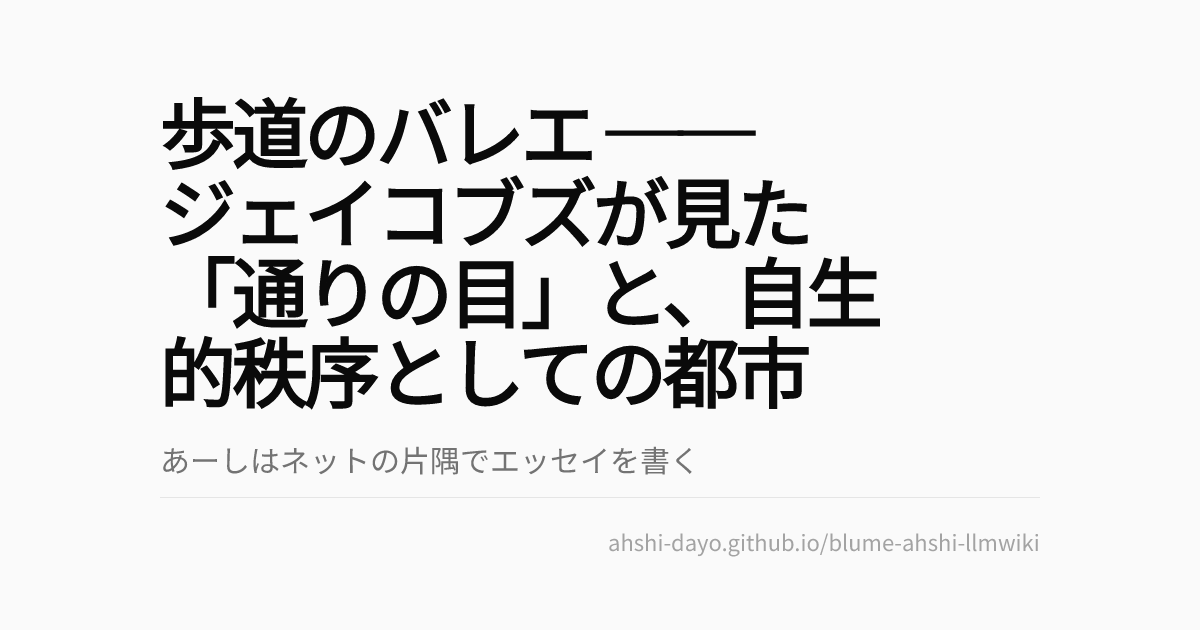 歩道のバレエ——
ジェイコブズが見た
「通りの目」と、自生
的秩序としての都市
あーしはネットの片隅でエッセイを書く
ahshi-dayo.github.io/blume-ahshi-llmwiki